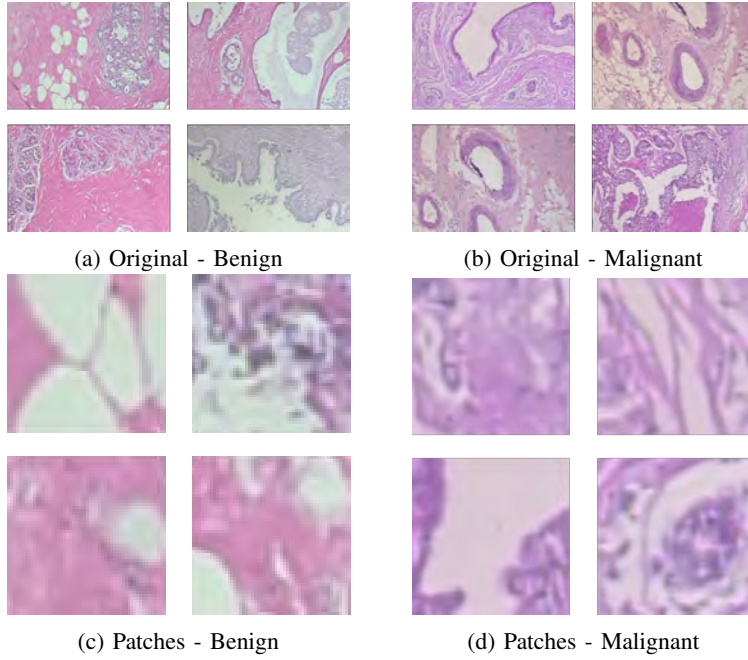 (a) Original - Benign
(b) Original - Malignant
(c) Patches - Benign
(d) Patches - Malignant